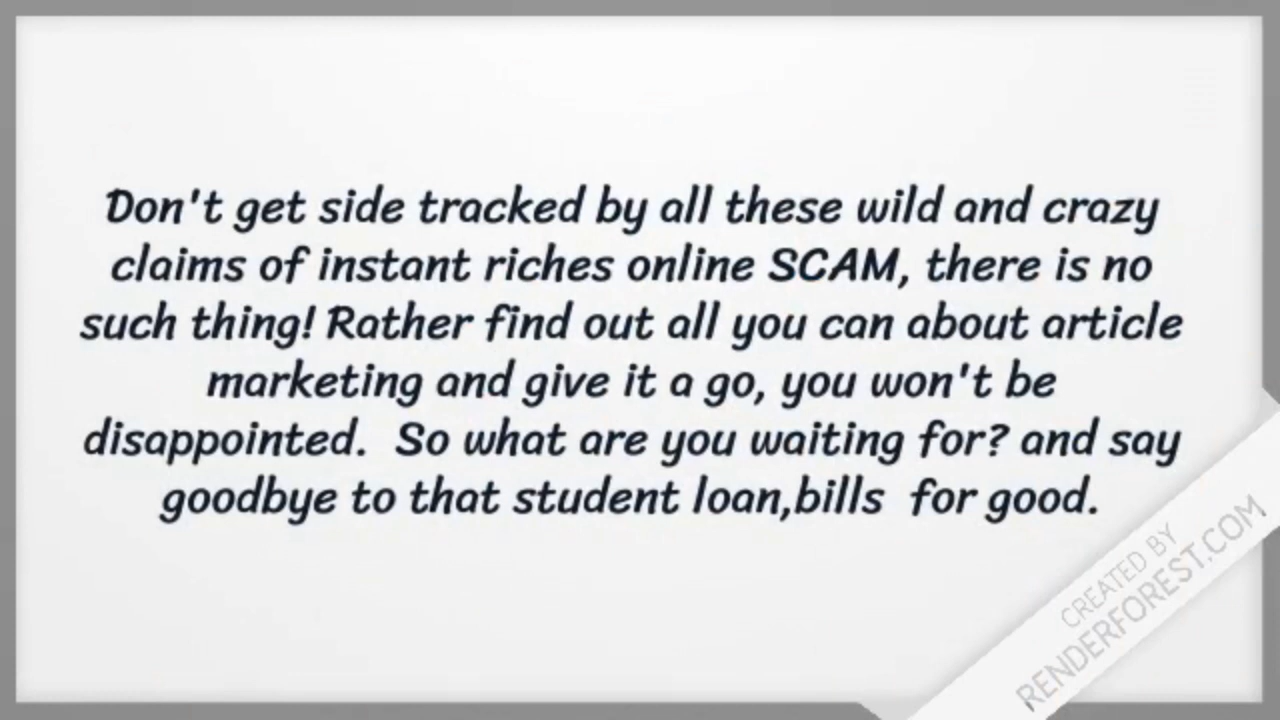 Don't get side tracked by all these wild and crazy
claims of instant riches online SCAM, there is no
such thing! Rather find out all you can about article
marketing and give it a go, you won't be
disappointed.  So what are you waiting for? and say
goodbye to that student loan,bills  for good.
CREATED BY
RENDERFOREST.COM